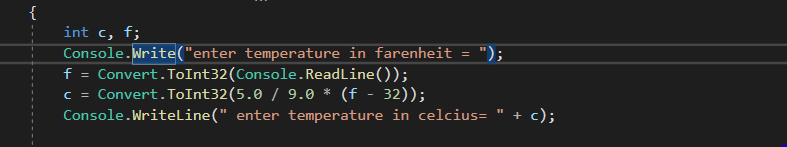 {
int c, f;
Console.Write("enter temperature in farenheit = ");
f = Convert.ToInt32(Console.ReadLine());
c = Convert.ToInt32(5.0 / 9.0 * (f - 32));
Console.WriteLine(" enter temperature in celcius= " + c);